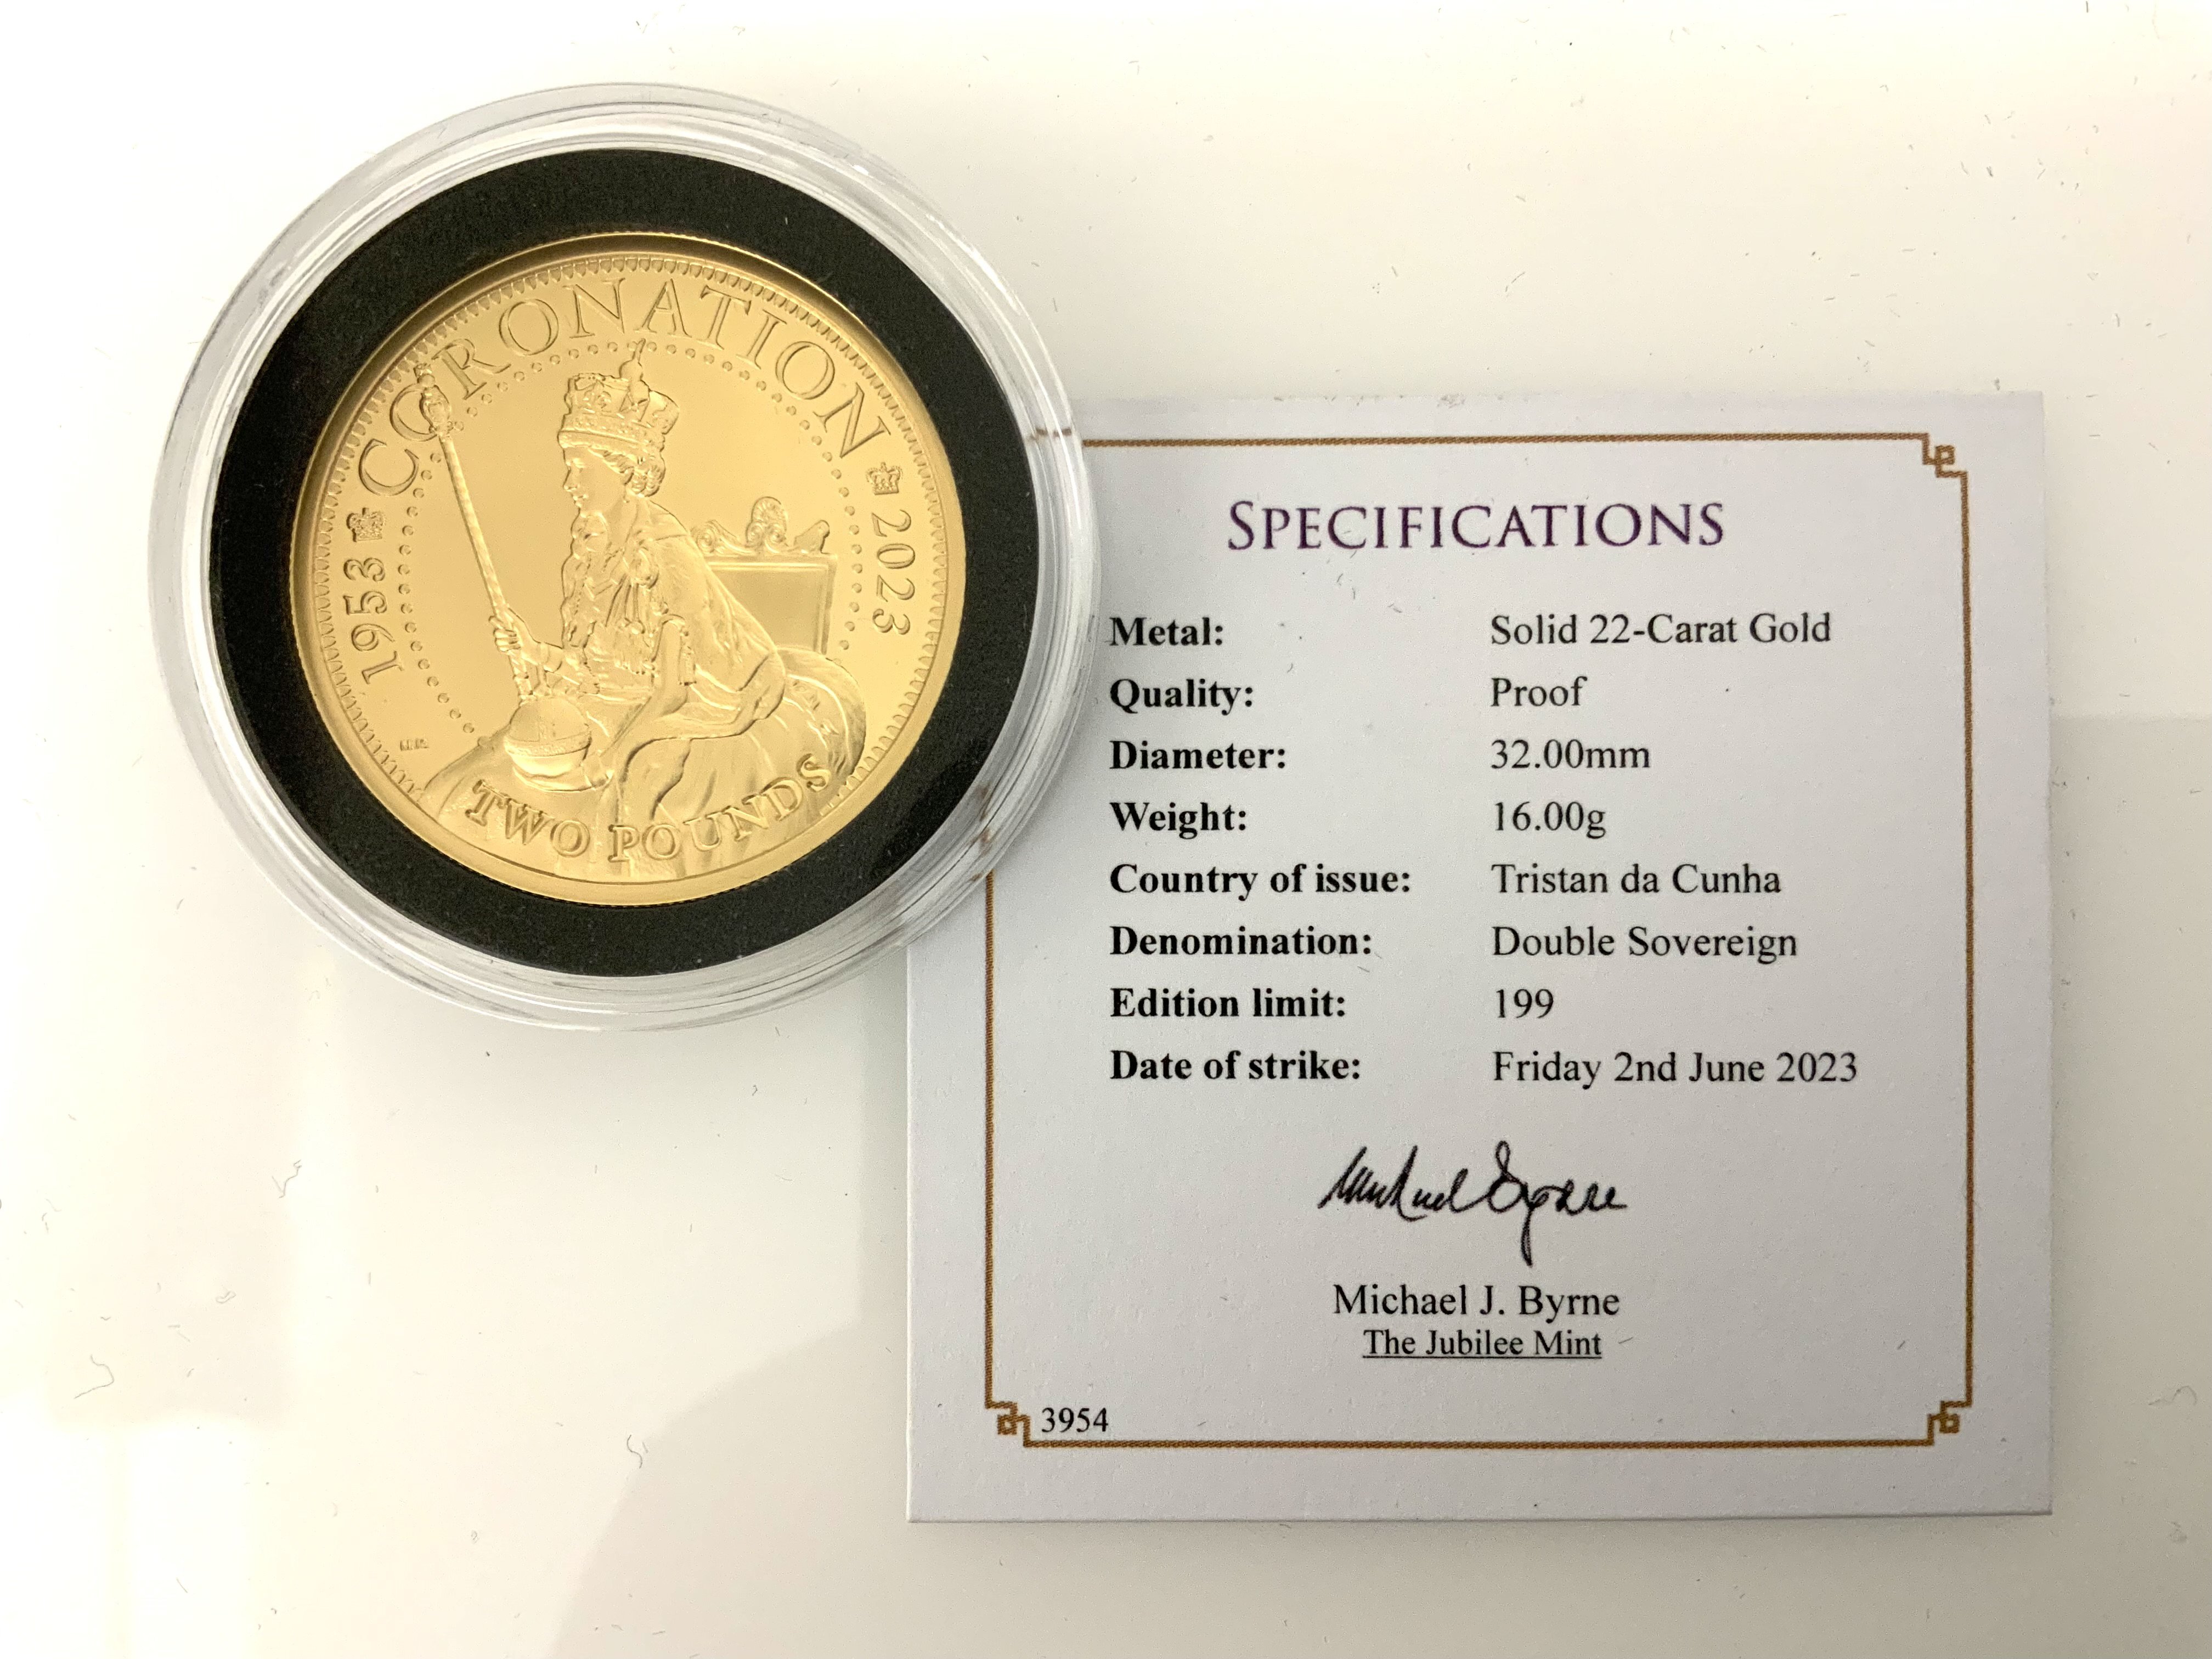 1953 CORONATION 2023
TWO POUNDS
SPECIFICATIONS
Metal: Solid 22-Carat Gold
Quality: Proof
Diameter: 32.00mm
Weight: 16.00g
Country of issue: Tristan da Cunha
Denomination: Double Sovereign
Edition limit: 199
Date of strike: Friday 2nd June 2023
Michael Byrne
Michael J. Byrne
The Jubilee Mint
3954